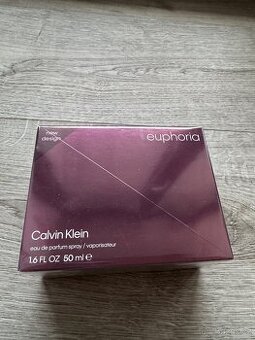 new
design
euphoria
Calvin Klein
eau de parfum spray / vaporisateur
1.6 FL OZ 50 ml ℮